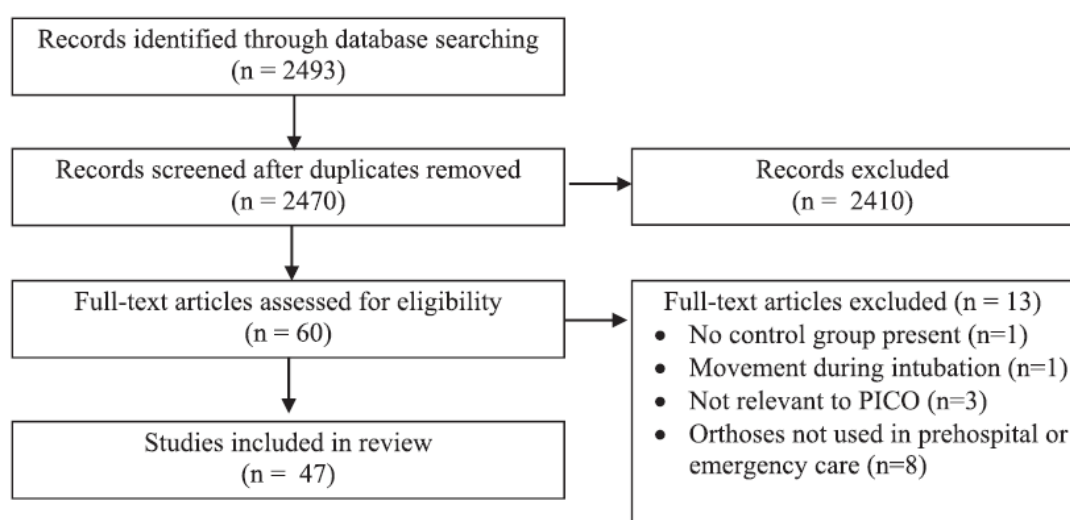 Records identified through database searching
(n = 2493)
Records screened after duplicates removed
(n = 2470)
Records excluded
(n = 2410)
Full-text articles assessed for eligibility
(n = 60)
Full-text articles excluded (n = 13)
• No control group present (n=1)
• Movement during intubation (n=1)
• Not relevant to PICO (n=3)
• Orthoses not used in prehospital or
emergency care (n=8)
Studies included in review
(n = 47)